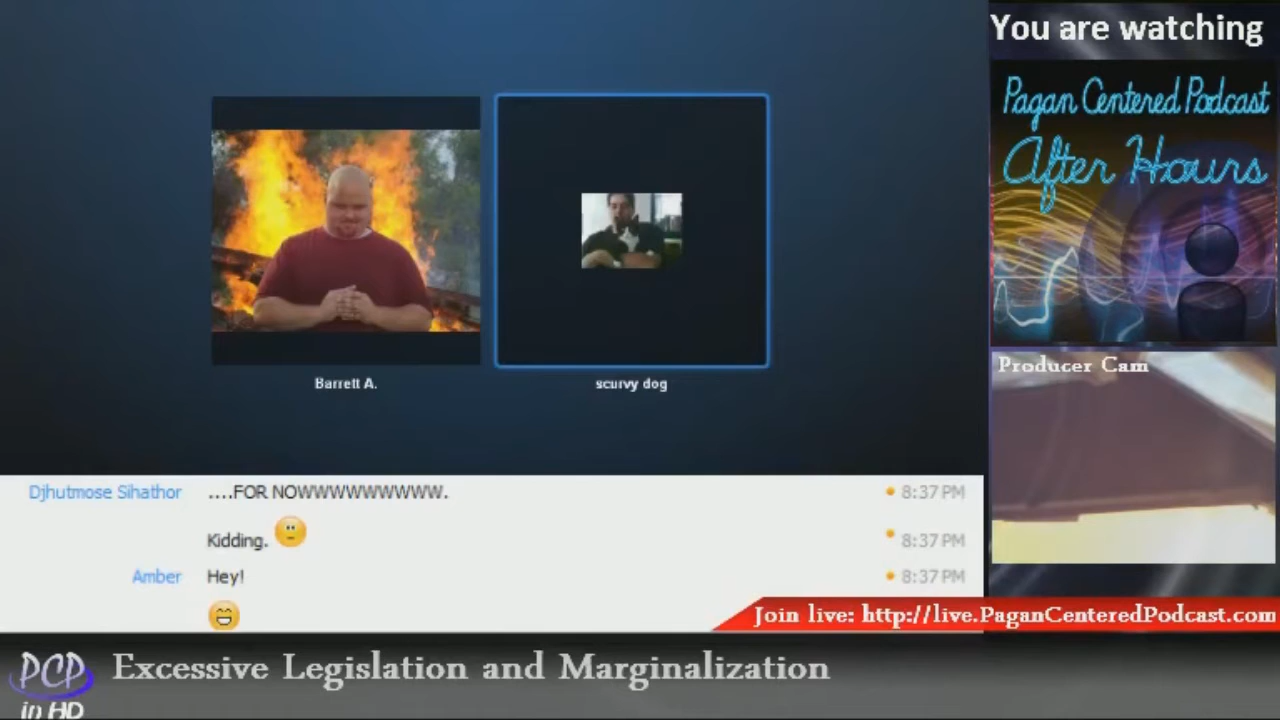 You are watching
Pagan Centered Podcast
After Hours
Producer Cam
Barrett A.
scurvy dog
Djhutmose Sihathor ....FOR NOWWWWWWWWW. 8:37 PM
Kidding. 8:37 PM
Amber Hey! 8:37 PM
Join live: http://live.PaganCenteredPodcast.com
PCP Excessive Legislation and Marginalization
in HD